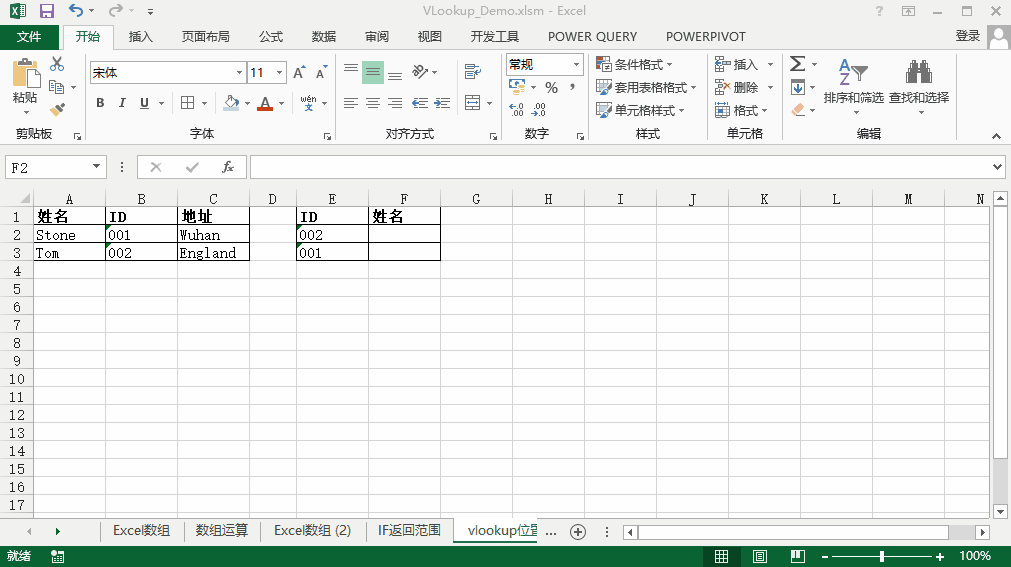 VLookup_Demo.xlsm - Excel
文件 开始 插入 页面布局 公式 数据 审阅 视图 开发工具 POWER QUERY POWERPIVOT 登录
宋体 11 常规 条件格式 插入
粘贴 B I U wén 套用表格格式 删除 排序和筛选 查找和选择
单元格样式 格式
剪贴板 字体 对齐方式 数字 样式 单元格 编辑
F2 fx
A B C D E F G H I J K L M N
1 姓名 ID 地址 ID 姓名
2 Stone 001 Wuhan 002
3 Tom 002 England 001
4
5
6
7
8
9
10
11
12
13
14
15
16
17
Excel数组 数组运算 Excel数组 (2) IF返回范围 vlookup位置 ...
就绪 100%